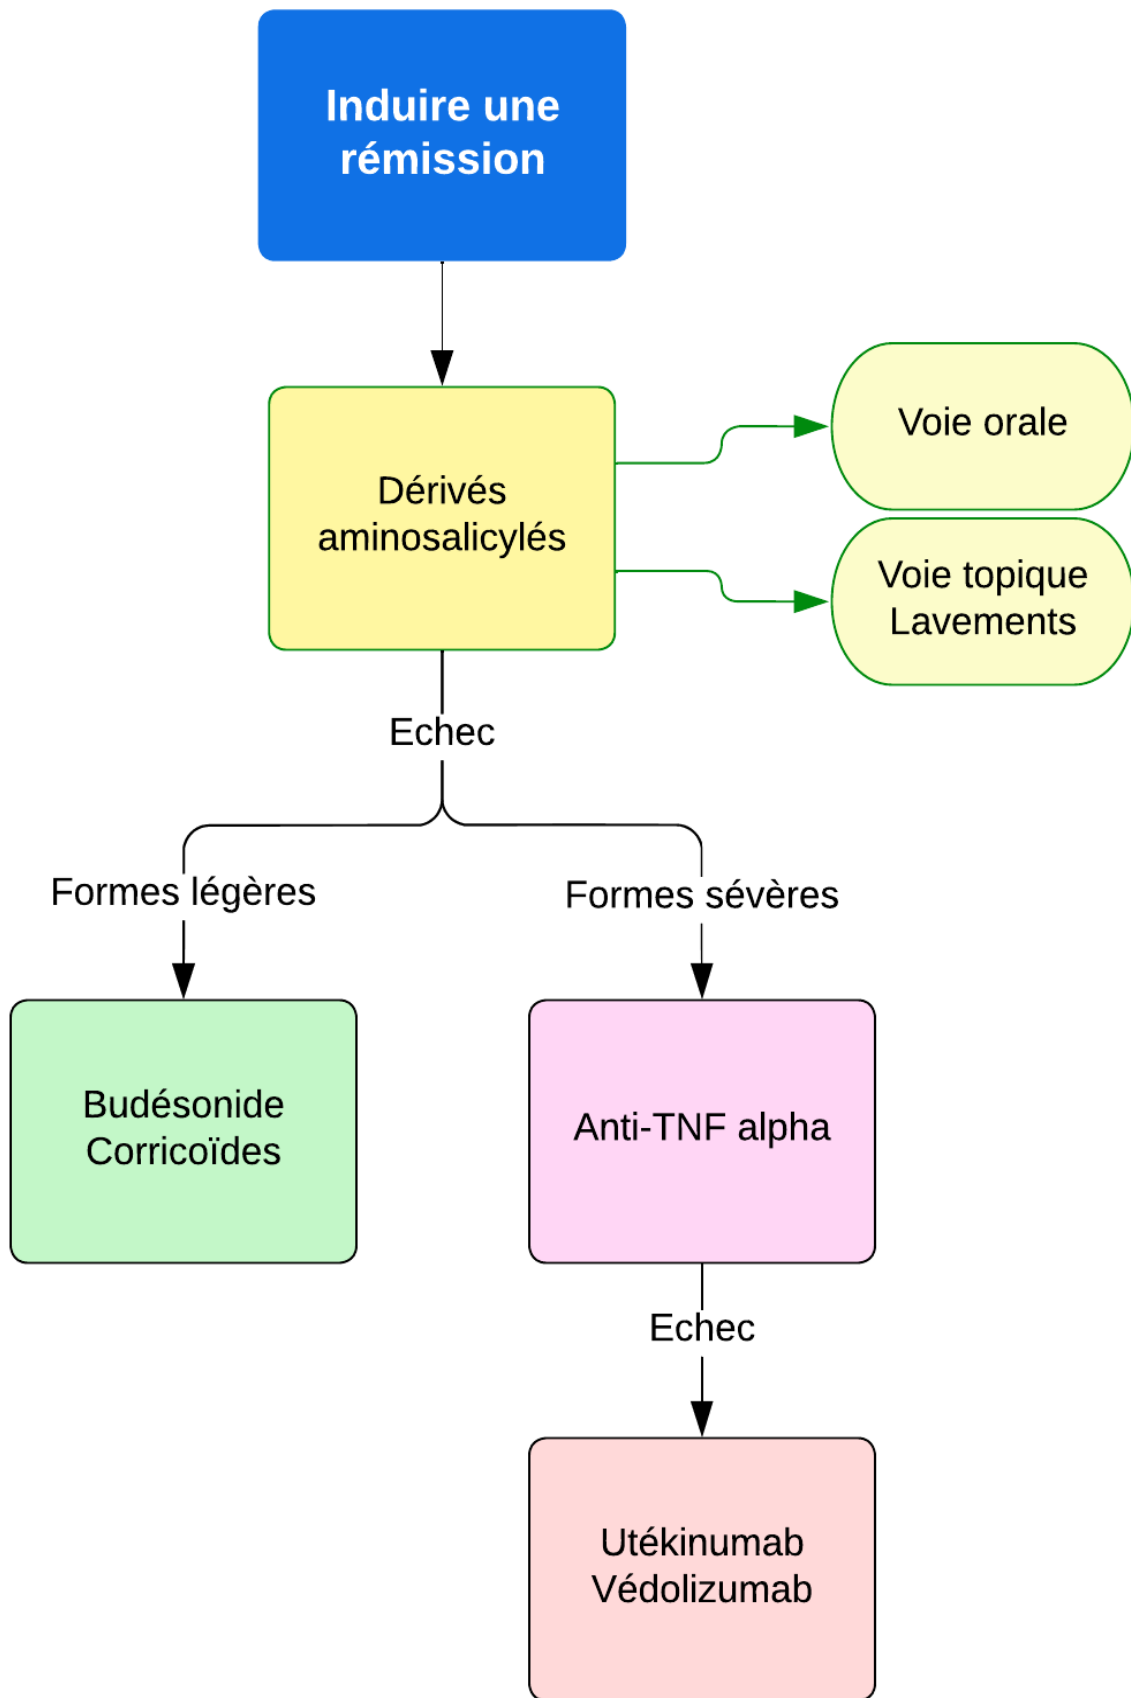 Induire une
rémission
Dérivés
aminosalicylés
Voie orale
Voie topique
Lavements
Echec
Formes légères
Formes sévères
Budésonide
Corricoïdes
Anti-TNF alpha
Echec
Utékinumab
Védolizumab